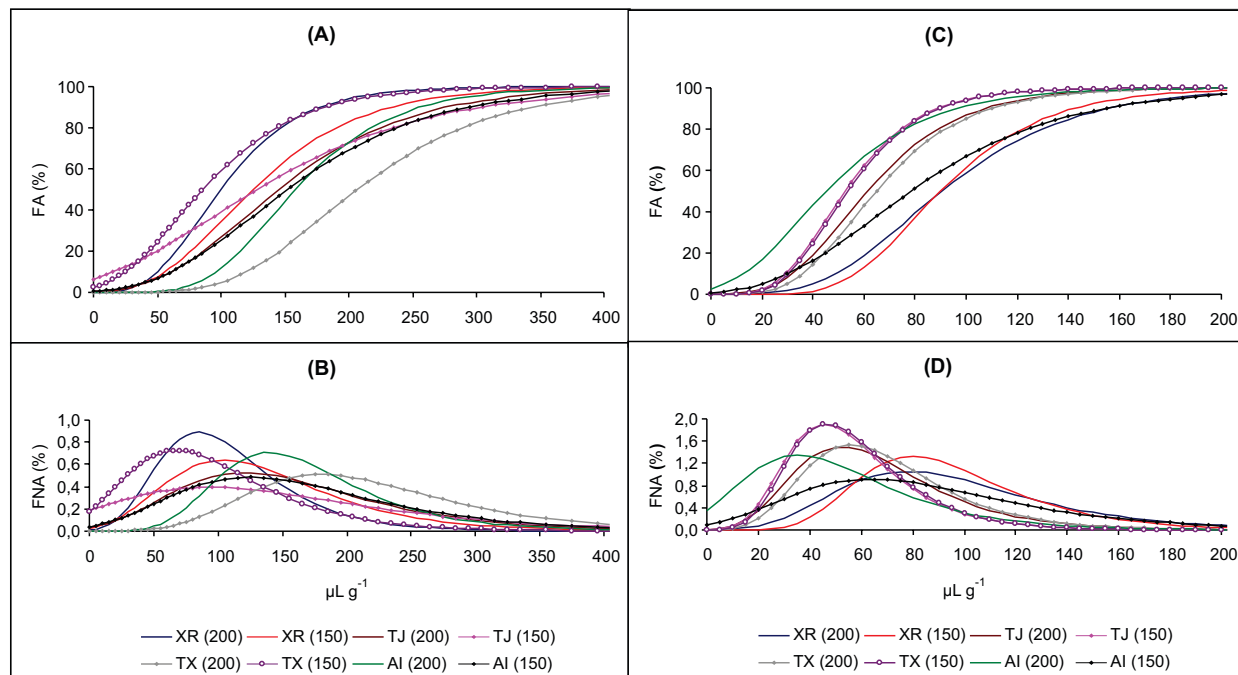 (A)
FA (%)
100
80
60
40
20
0
0 50 100 150 200 250 300 350 400
(B)
FNA (%)
1,0
0,8
0,6
0,4
0,2
0,0
0 50 100 150 200 250 300 350 400
µL g-1
XR (200) XR (150) TJ (200) TJ (150)
TX (200) TX (150) AI (200) AI (150)
(C)
FA (%)
100
80
60
40
20
0
0 20 40 60 80 100 120 140 160 180 200
(D)
FNA (%)
2,0
1,6
1,2
0,8
0,4
0,0
0 20 40 60 80 100 120 140 160 180 200
µL g-1
XR (200) XR (150) TJ (200) TJ (150)
TX (200) TX (150) AI (200) AI (150)